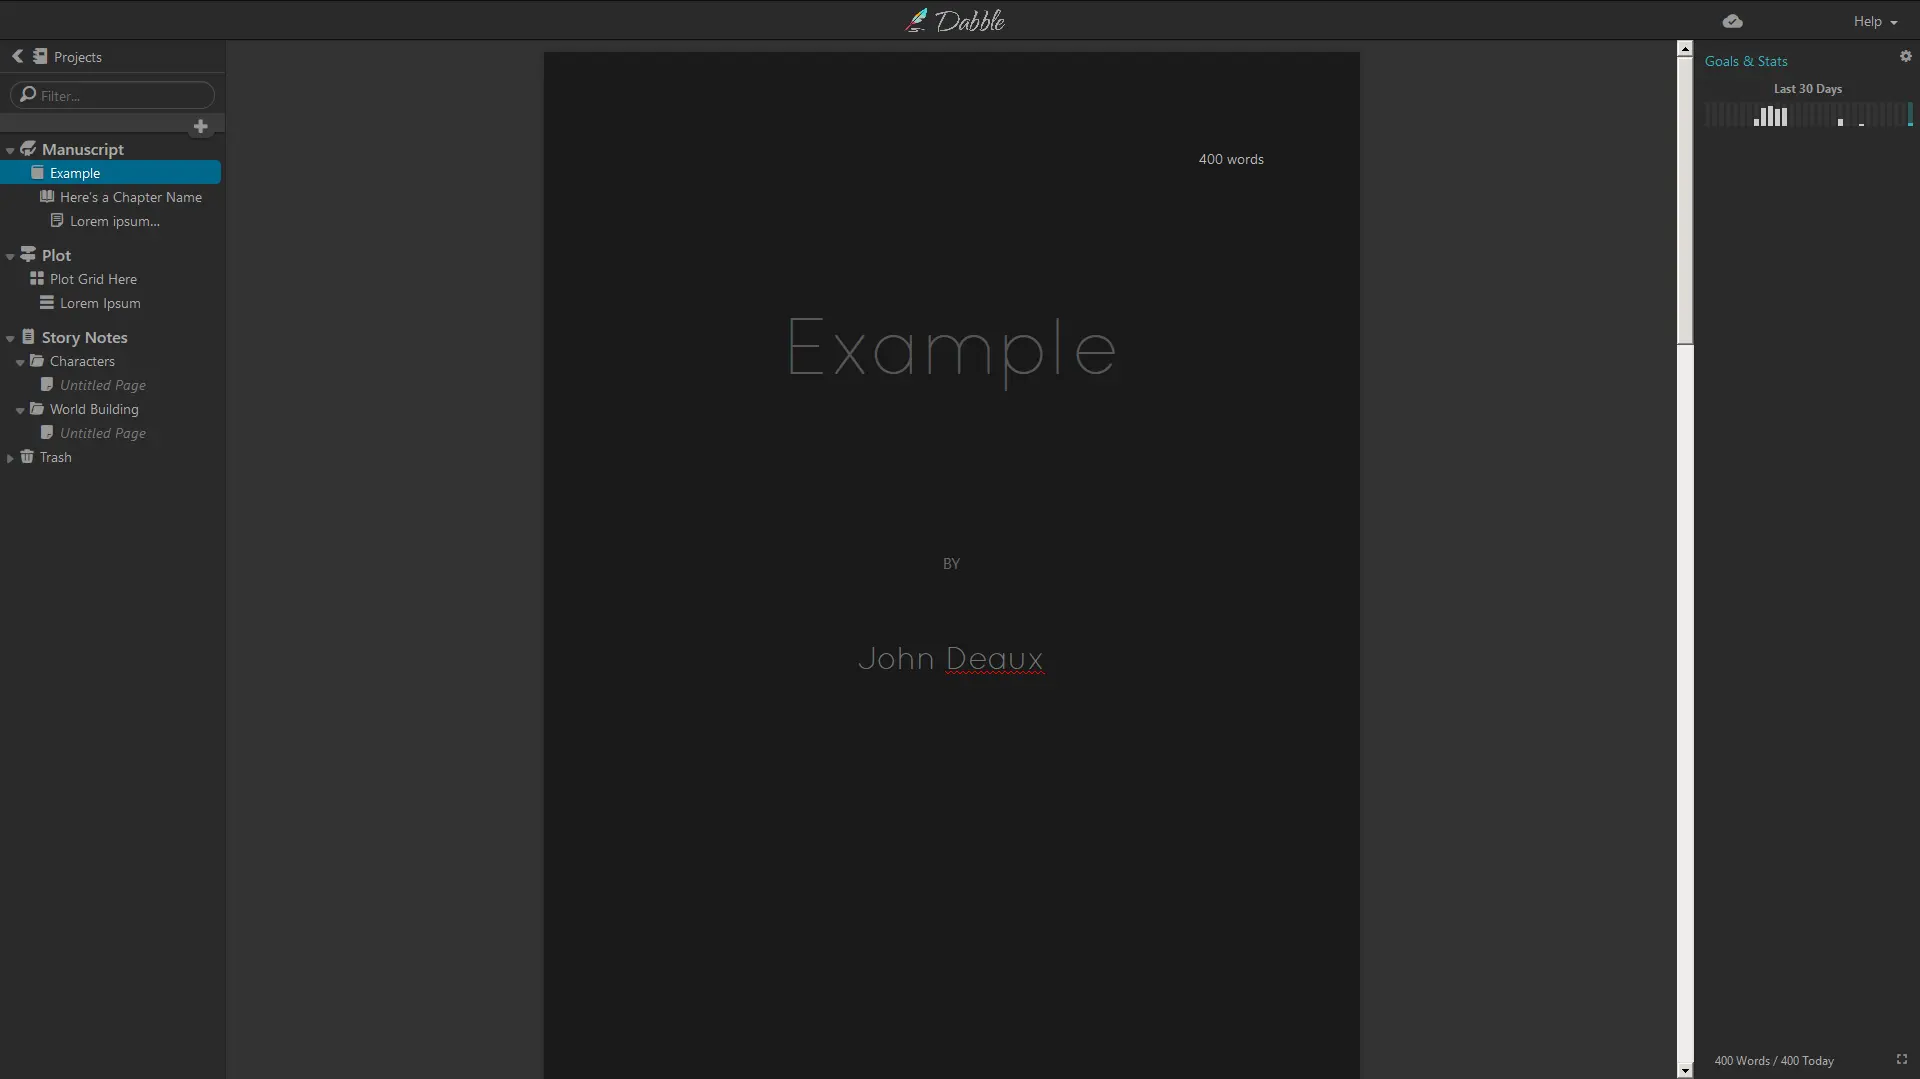 Dabble
Help
Projects
Filter...
Manuscript
Example
Here's a Chapter Name
Lorem ipsum...
Plot
Plot Grid Here
Lorem Ipsum
Story Notes
Characters
Untitled Page
World Building
Untitled Page
Trash
400 words
Example
BY
John Deaux
Goals & Stats
Last 30 Days
400 Words / 400 Today